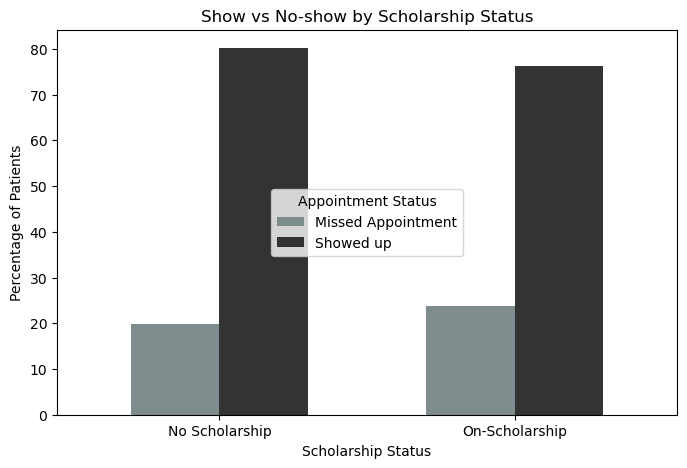 Show vs No-show by Scholarship Status
80
70
60
50
40
30
20
10
0
Percentage of Patients
Appointment Status
Missed Appointment
Showed up
No Scholarship
On-Scholarship
Scholarship Status